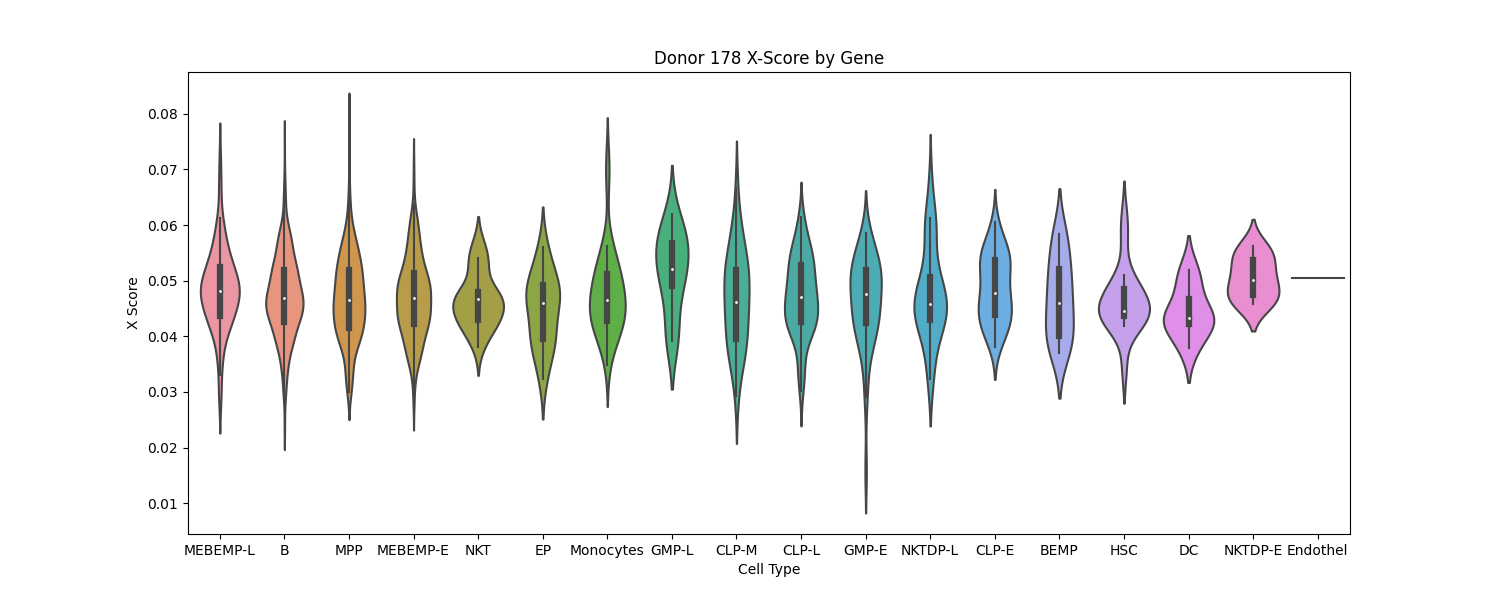 Donor 178 X-Score by Gene
X Score
0.08
0.07
0.06
0.05
0.04
0.03
0.02
0.01
MEBEMP-L B MPP MEBEMP-E NKT EP Monocytes GMP-L CLP-M CLP-L GMP-E NKTDP-L CLP-E BEMP HSC DC NKTDP-E Endothel
Cell Type